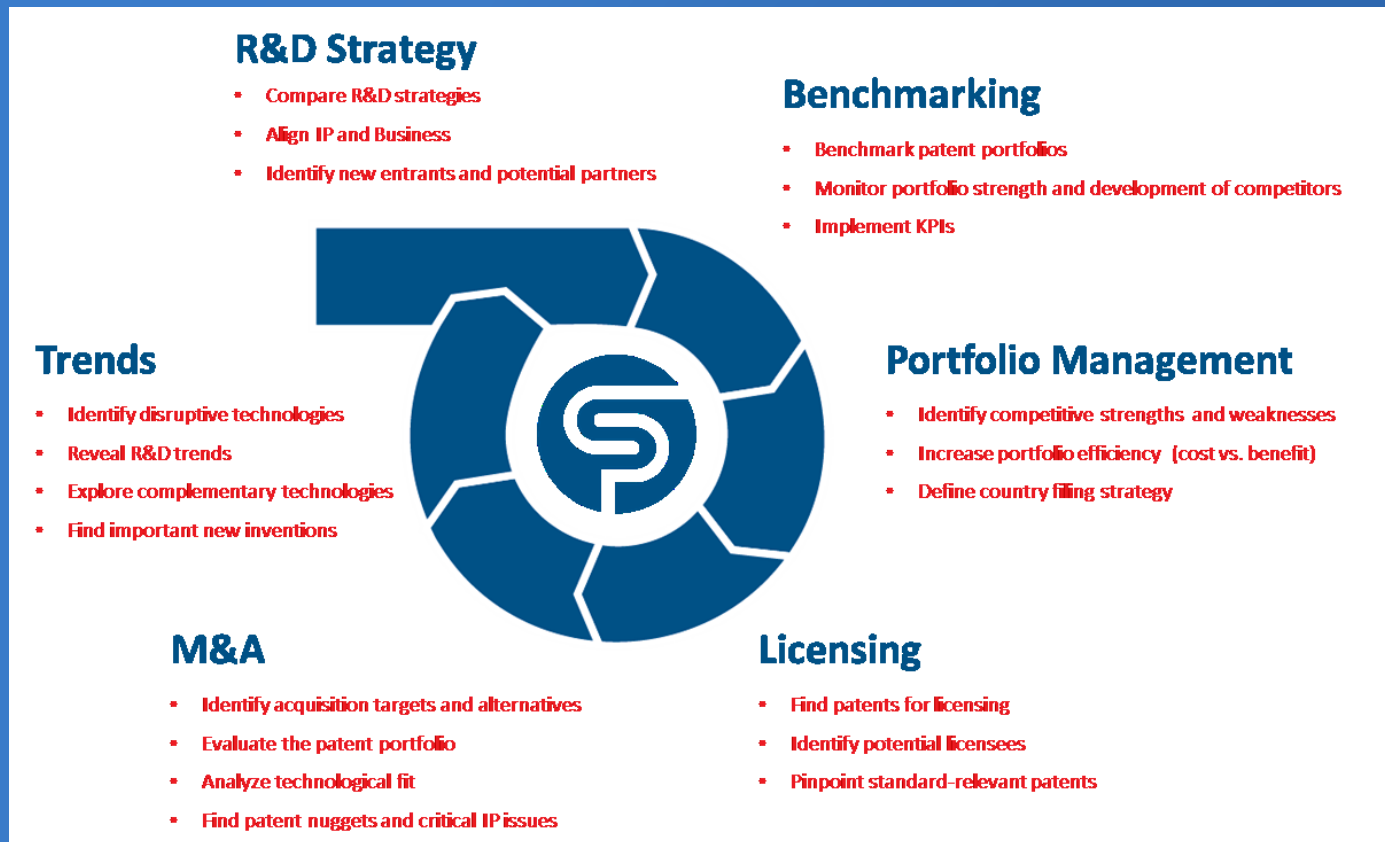 R&D Strategy
• Compare R&D strategies
• Align IP and Business
• Identify new entrants and potential partners
Benchmarking
• Benchmark patent portfolios
• Monitor portfolio strength and development of competitors
• Implement KPIs
Trends
• Identify disruptive technologies
• Reveal R&D trends
• Explore complementary technologies
• Find important new inventions
Portfolio Management
• Identify competitive strengths and weaknesses
• Increase portfolio efficiency (cost vs. benefit)
• Define country filing strategy
M&A
• Identify acquisition targets and alternatives
• Evaluate the patent portfolio
• Analyze technological fit
• Find patent nuggets and critical IP issues
Licensing
• Find patents for licensing
• Identify potential licensees
• Pinpoint standard-relevant patents